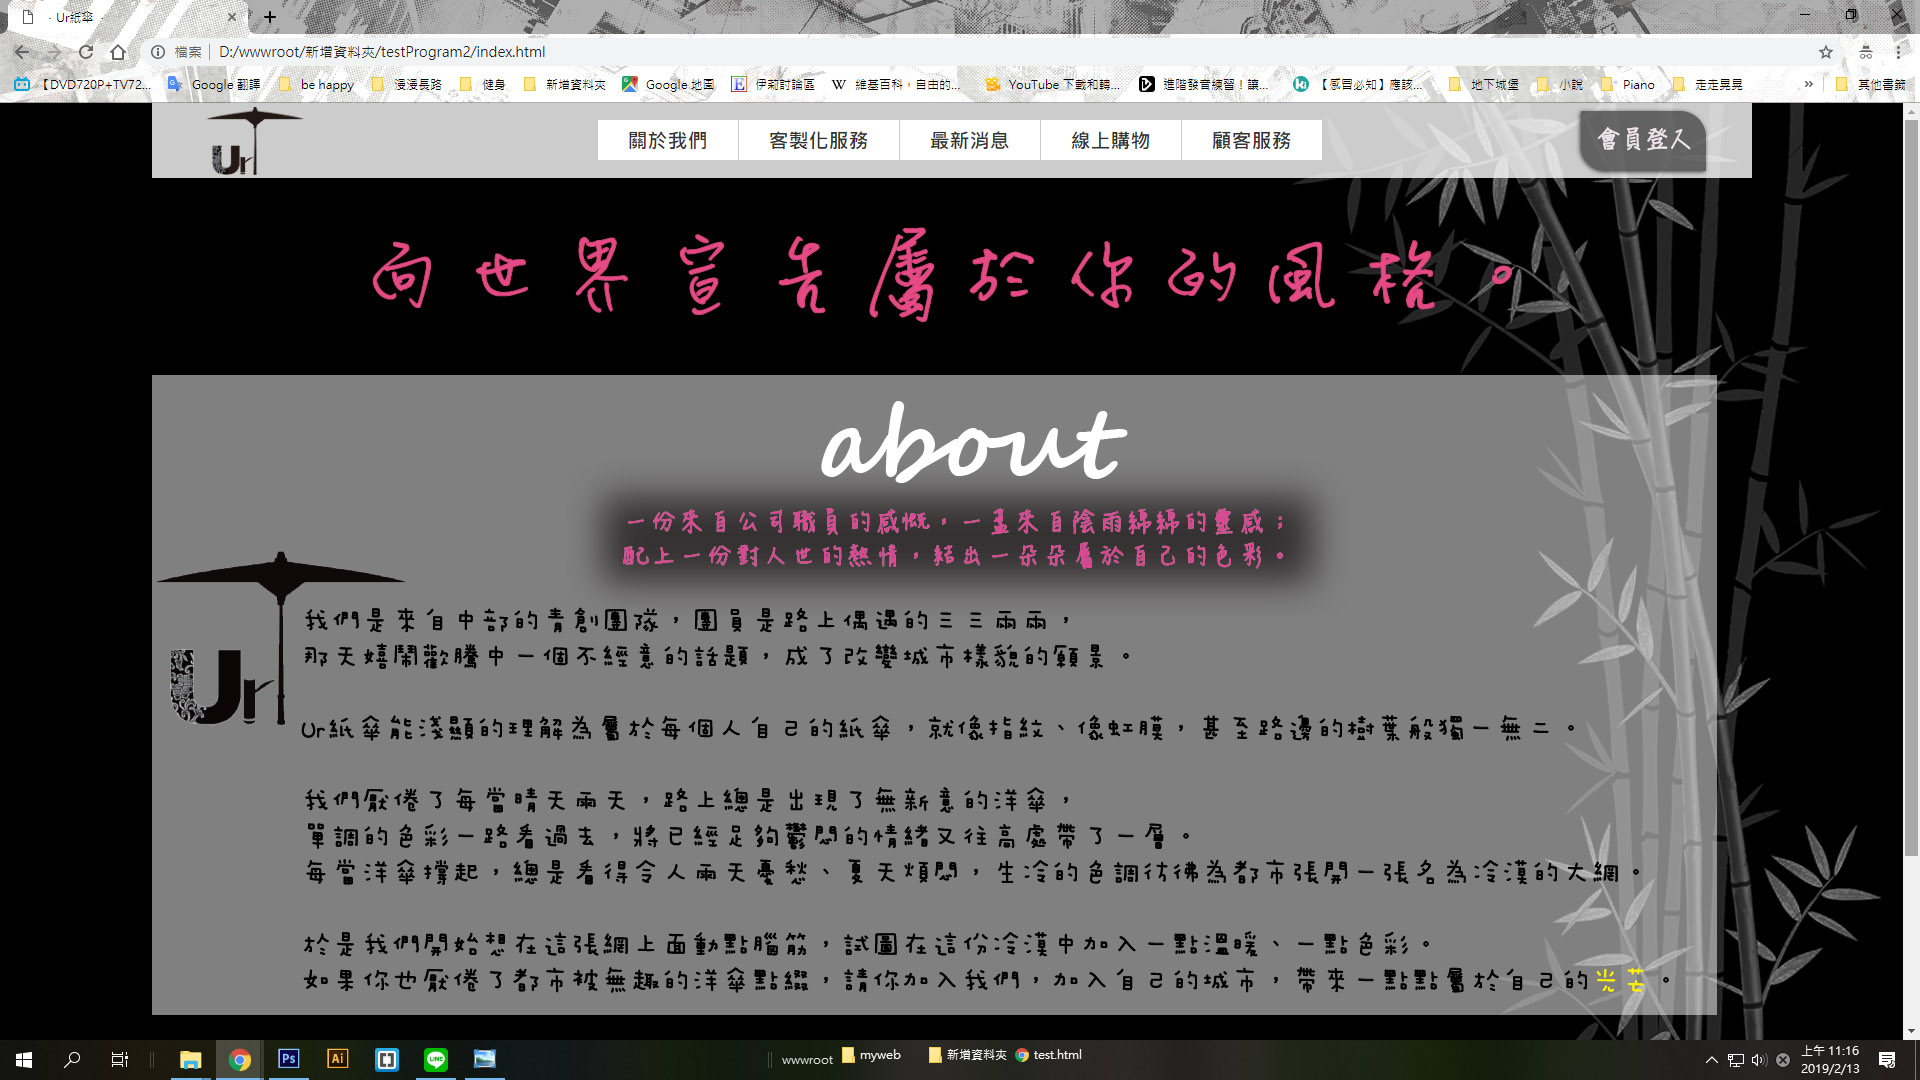 · Ur紙傘 ·
檔案 | D:/wwwroot/新增資料夾/testProgram2/index.html
【DVD720P+TV72... Google 翻譯 be happy 漫漫長路 健身 新增資料夾 Google 地圖 伊莉討論區 維基百科，自由的... YouTube 下載和轉... 進階發音練習！讓... 【感冒必知】應該... 地下城堡 小說 Piano 走走晃晃 » 其他書籤
Ur
關於我們 客製化服務 最新消息 線上購物 顧客服務
會員登入
向世界宣告屬於你的風格。
about
一份來自公司職員的感慨，一盞來自陰雨綿綿的靈感；
配上一份對人世的熱情，結出一朵朵屬於自己的色彩。
Ur
我們是來自中部的青創團隊，團員是路上偶遇的三三兩兩，
那天嬉鬧歡騰中一個不經意的話題，成了改變城市樣貌的願景。
Ur紙傘能淺顯的理解為屬於每個人自己的紙傘，就像指紋、像虹膜，甚至路邊的樹葉般獨一無二。
我們厭倦了每當晴天雨天，路上總是出現了無新意的洋傘，
單調的色彩一路看過去，將已經足夠鬱悶的情緒又往高處帶了一層。
每當洋傘撐起，總是看得令人雨天憂愁、夏天煩悶，生冷的色調彷彿為都市張開一張名為冷漠的大網。
於是我們開始想在這張網上面動點腦筋，試圖在這份冷漠中加入一點溫暖、一點色彩。
如果你也厭倦了都市被無趣的洋傘點綴，請你加入我們，加入自己的城市，帶來一點點屬於自己的光芒。
Ps Ai
wwwroot myweb 新增資料夾 test.html
上午 11:16
2019/2/13